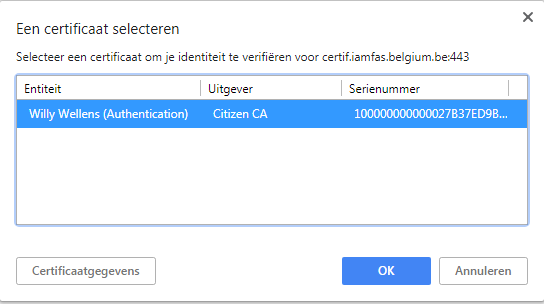 Een certificaat selecteren
Selecteer een certificaat om je identiteit te verifiëren voor certif.iamfas.belgium.be:443
Entiteit Uitgever Serienummer
Willy Wellens (Authentication) Citizen CA 100000000000027B37ED9B...
Certificaatgegevens OK Annuleren